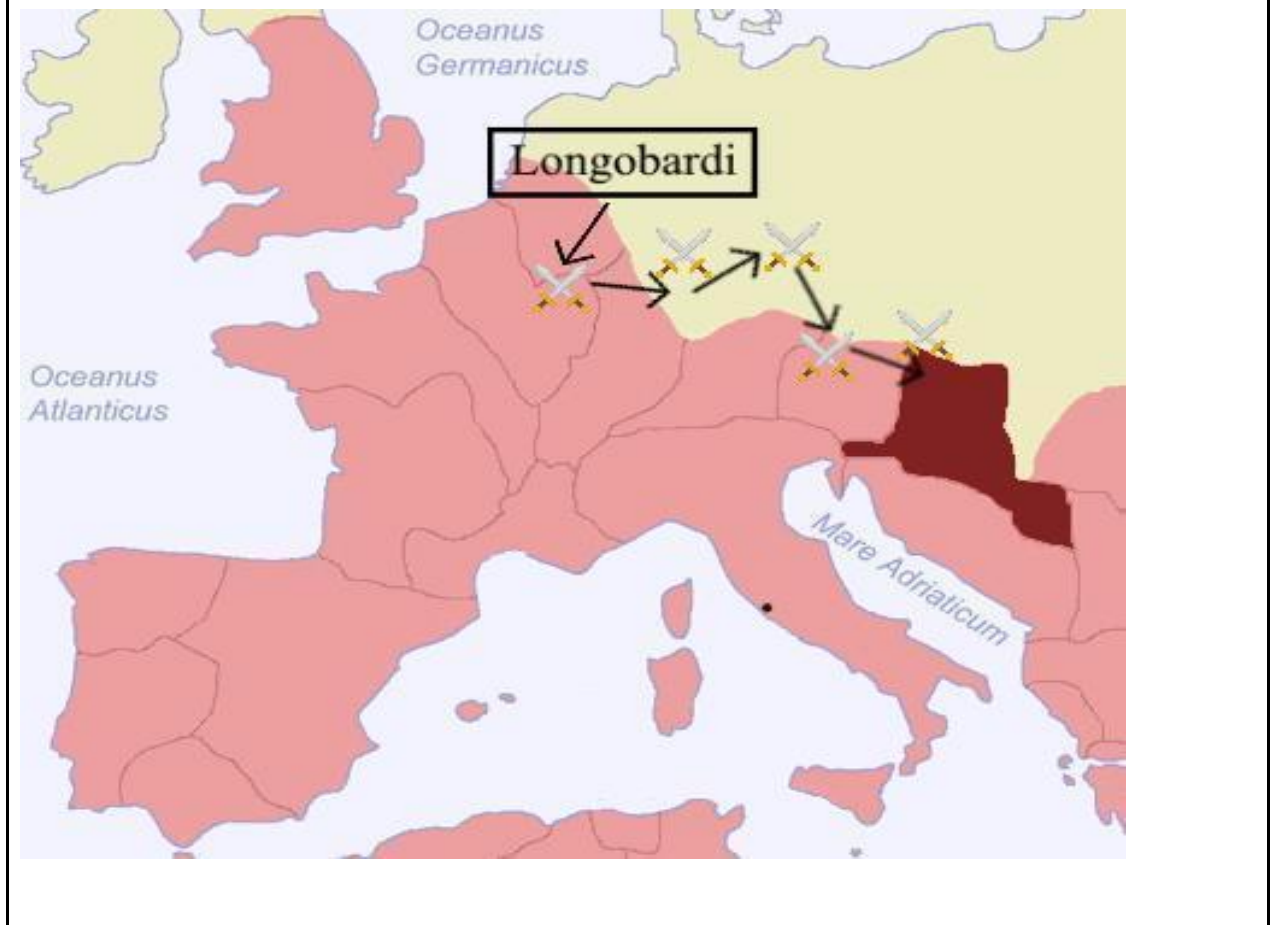 Oceanus
Germanicus
Longobardi
Oceanus
Atlanticus
Mare Adriaticum